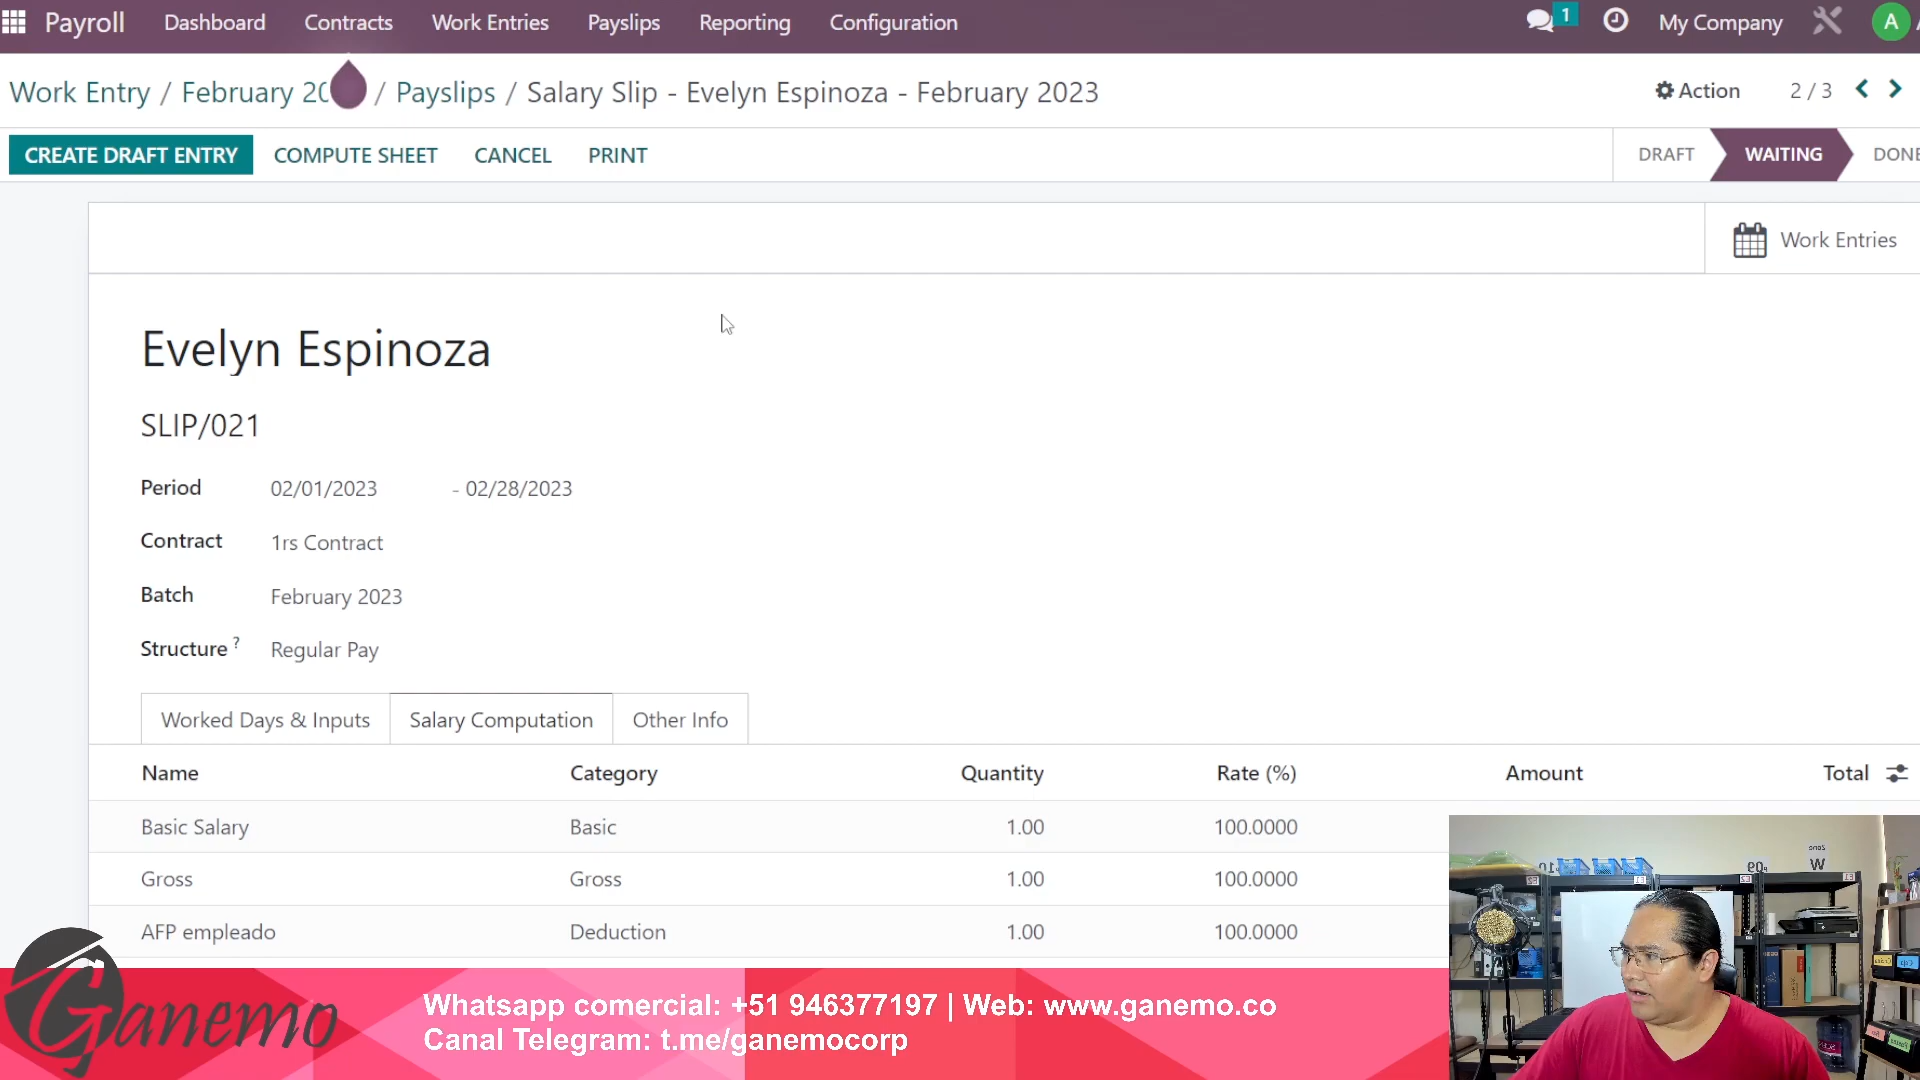 Payroll Dashboard Contracts Work Entries Payslips Reporting Configuration 1 My Company A
Work Entry / February 20 / Payslips / Salary Slip - Evelyn Espinoza - February 2023 Action 2 / 3
CREATE DRAFT ENTRY COMPUTE SHEET CANCEL PRINT DRAFT WAITING DONE
Work Entries
Evelyn Espinoza
SLIP/021
Period 02/01/2023 - 02/28/2023
Contract 1rs Contract
Batch February 2023
Structure ? Regular Pay
Worked Days & Inputs Salary Computation Other Info
Name Category Quantity Rate (%) Amount Total
Basic Salary Basic 1.00 100.0000
Gross Gross 1.00 100.0000
AFP empleado Deduction 1.00 100.0000
Ganemo
Whatsapp comercial: +51 946377197 | Web: www.ganemo.co
Canal Telegram: t.me/ganemocorp